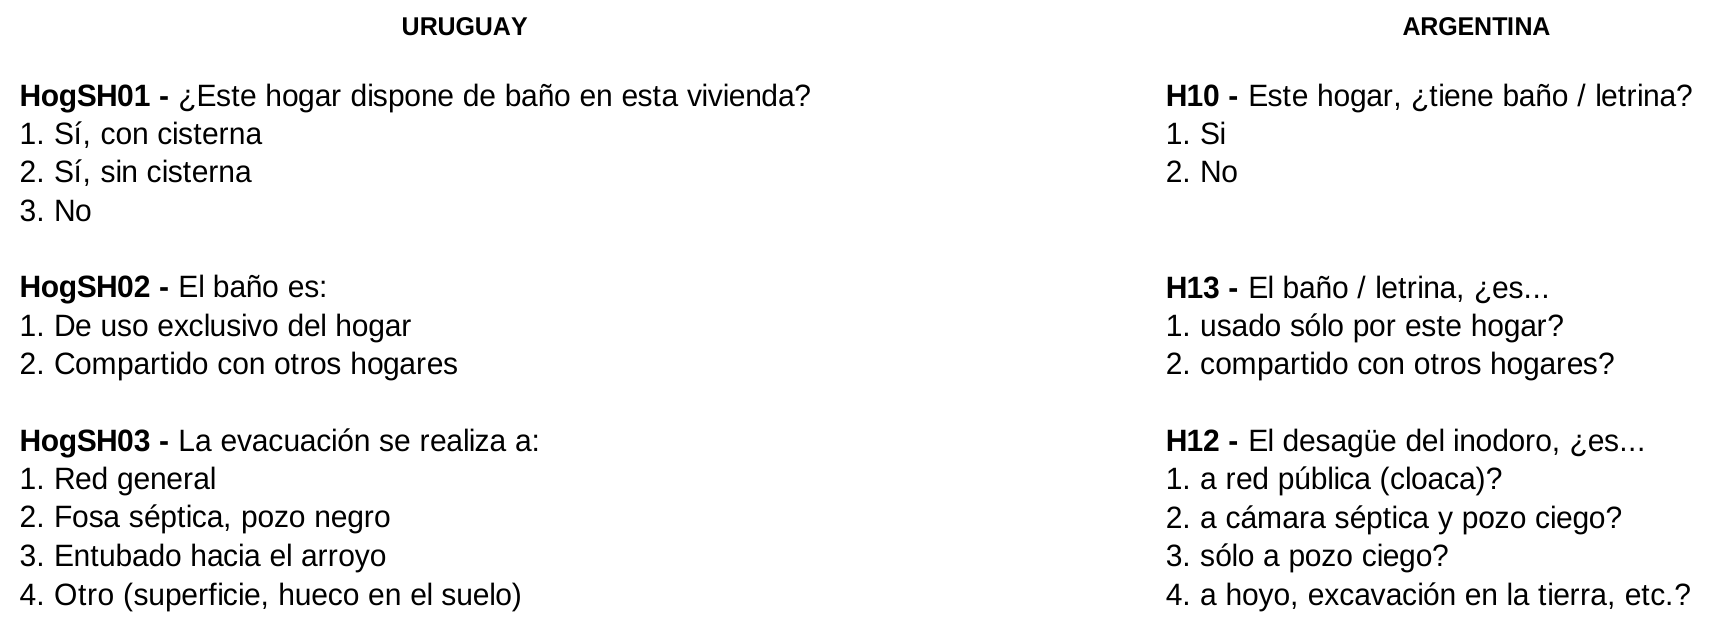 URUGUAY
HogSH01 - ¿Este hogar dispone de baño en esta vivienda?
1. Sí, con cisterna
2. Sí, sin cisterna
3. No
HogSH02 - El baño es:
1. De uso exclusivo del hogar
2. Compartido con otros hogares
HogSH03 - La evacuación se realiza a:
1. Red general
2. Fosa séptica, pozo negro
3. Entubado hacia el arroyo
4. Otro (superficie, hueco en el suelo)
ARGENTINA
H10 - Este hogar, ¿tiene baño / letrina?
1. Si
2. No
H13 - El baño / letrina, ¿es...
1. usado sólo por este hogar?
2. compartido con otros hogares?
H12 - El desagüe del inodoro, ¿es...
1. a red pública (cloaca)?
2. a cámara séptica y pozo ciego?
3. sólo a pozo ciego?
4. a hoyo, excavación en la tierra, etc.?